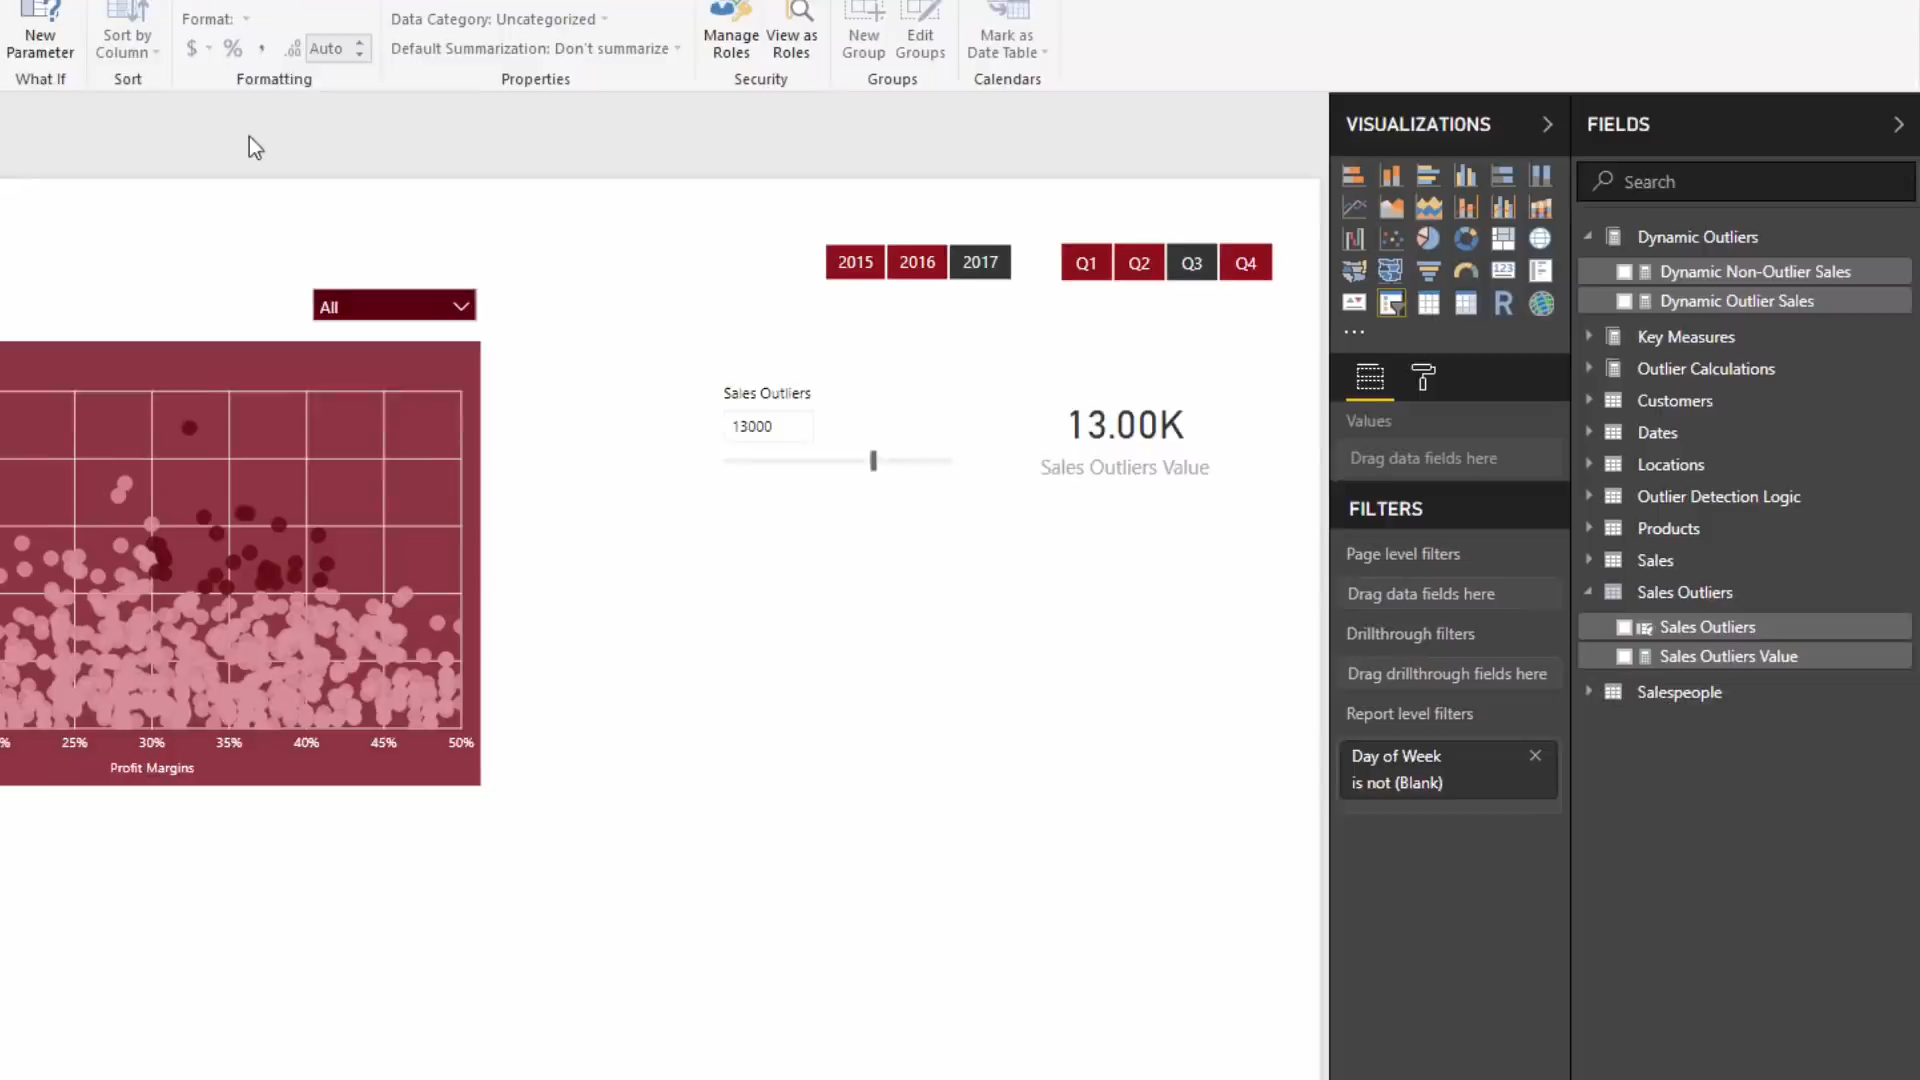 New
Parameter
What If
Sort by
Column
Sort
Format:
$ % , .00 Auto
Formatting
Data Category: Uncategorized
Default Summarization: Don't summarize
Properties
Manage
Roles
View as
Roles
Security
New
Group
Edit
Groups
Groups
Mark as
Date Table
Calendars
2015 2016 2017
Q1 Q2 Q3 Q4
All
Sales Outliers
13000
13.00K
Sales Outliers Value
% 25% 30% 35% 40% 45% 50%
Profit Margins
VISUALIZATIONS
123
R
...
Values
Drag data fields here
FILTERS
Page level filters
Drag data fields here
Drillthrough filters
Drag drillthrough fields here
Report level filters
Day of Week
is not (Blank)
FIELDS
Search
Dynamic Outliers
Dynamic Non-Outlier Sales
Dynamic Outlier Sales
Key Measures
Outlier Calculations
Customers
Dates
Locations
Outlier Detection Logic
Products
Sales
Sales Outliers
Sales Outliers
Sales Outliers Value
Salespeople